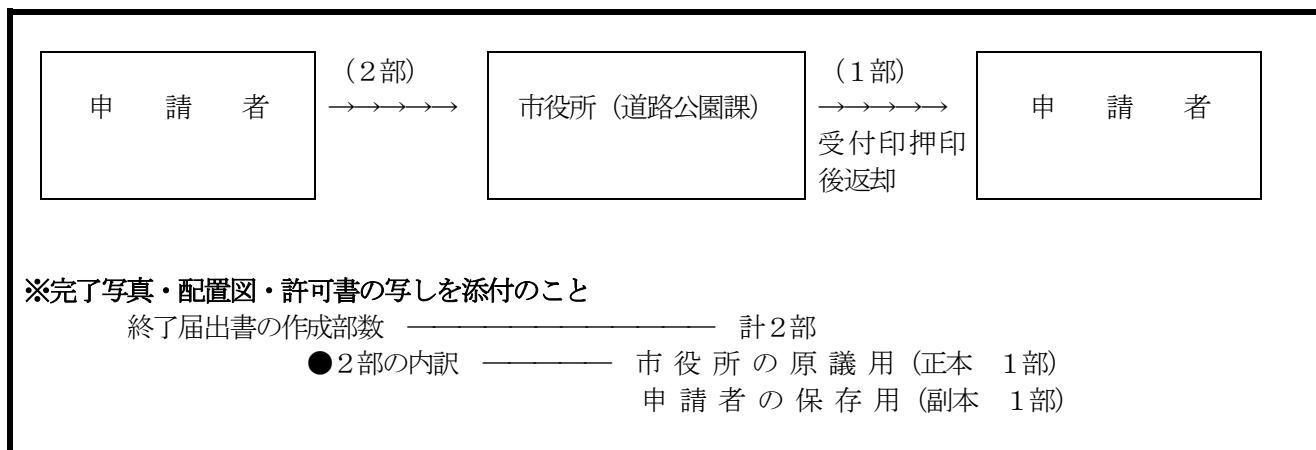 （２部）
（１部）
申　請　者
→→→→→
市役所（道路公園課）
→→→→→
申　請　者
受付印押印
後返却
※完了写真・配置図・許可書の写しを添付のこと
終了届出書の作成部数 ――――――――――――― 計２部
●２部の内訳 ―――――― 市役所の原議用（正本　１部）
申請者の保存用（副本　１部）